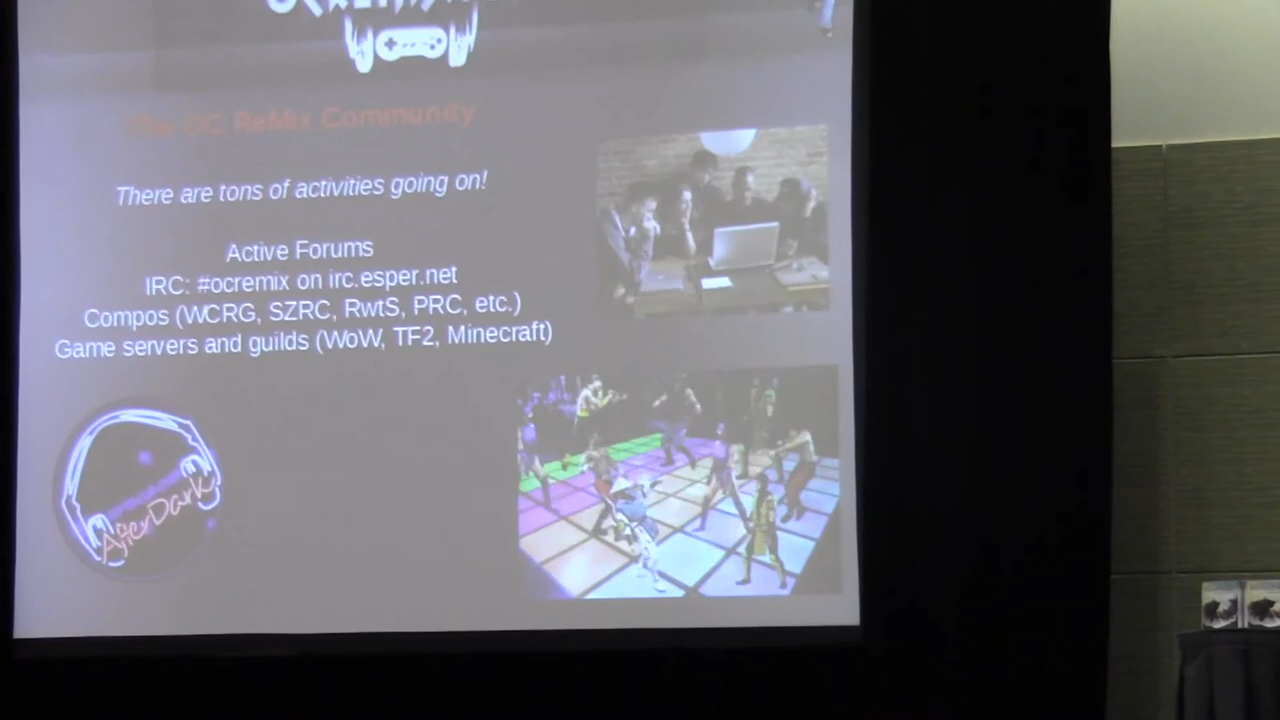 The OC ReMix Community
There are tons of activities going on!
Active Forums
IRC: #ocremix on irc.esper.net
Compos (WCRG, SZRC, RwtS, PRC, etc.)
Game servers and guilds (WoW, TF2, Minecraft)
AfterDark